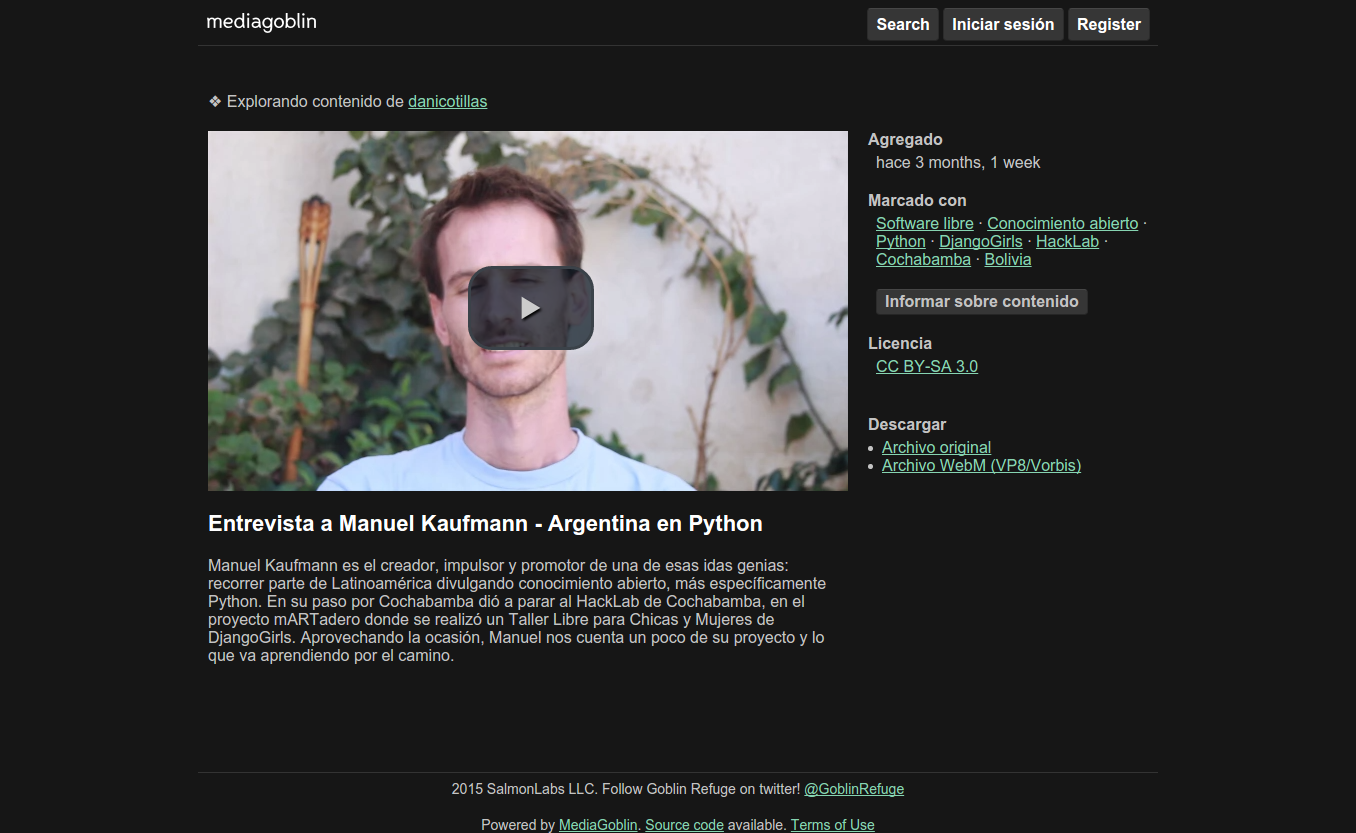 mediagoblin
Search Iniciar sesión Register
❖ Explorando contenido de danicotillas
Agregado
hace 3 months, 1 week
Marcado con
Software libre · Conocimiento abierto ·
Python · DjangoGirls · HackLab ·
Cochabamba · Bolivia
Informar sobre contenido
Licencia
CC BY-SA 3.0
Descargar
• Archivo original
• Archivo WebM (VP8/Vorbis)
Entrevista a Manuel Kaufmann - Argentina en Python
Manuel Kaufmann es el creador, impulsor y promotor de una de esas idas genias:
recorrer parte de Latinoamérica divulgando conocimiento abierto, más específicamente
Python. En su paso por Cochabamba dió a parar al HackLab de Cochabamba, en el
proyecto mARTadero donde se realizó un Taller Libre para Chicas y Mujeres de
DjangoGirls. Aprovechando la ocasión, Manuel nos cuenta un poco de su proyecto y lo
que va aprendiendo por el camino.
2015 SalmonLabs LLC. Follow Goblin Refuge on twitter! @GoblinRefuge
Powered by MediaGoblin. Source code available. Terms of Use